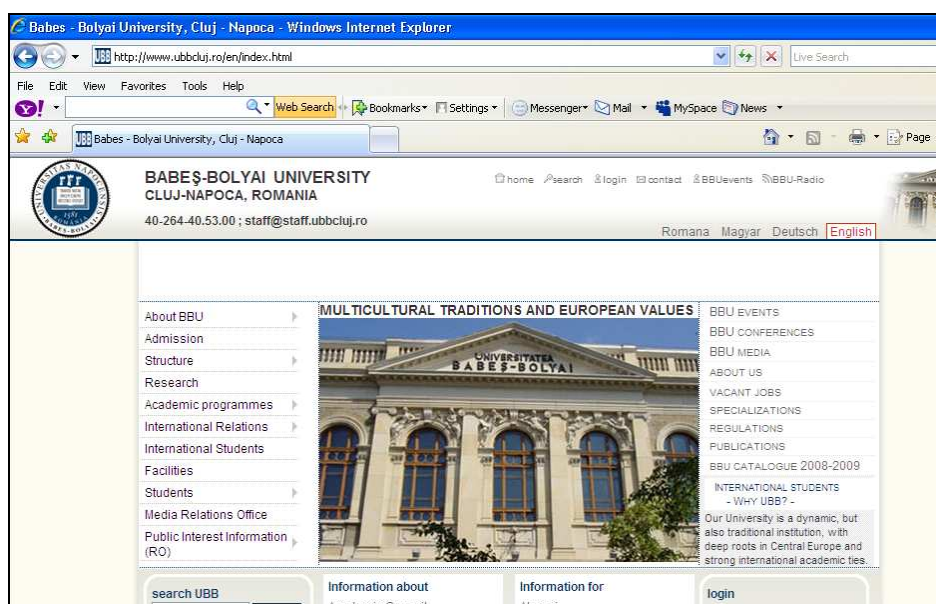 Babes - Bolyai University, Cluj - Napoca - Windows Internet Explorer
UBB http://www.ubbcluj.ro/en/index.html Live Search
File Edit View Favorites Tools Help
Y! Web Search Bookmarks Settings Messenger Mail MySpace News
UBB Babes - Bolyai University, Cluj - Napoca Page
BABEŞ-BOLYAI UNIVERSITY
CLUJ-NAPOCA, ROMANIA
40-264-40.53.00 ; staff@staff.ubbcluj.ro
home search login contact BBUevents BBU-Radio
Romana Magyar Deutsch English
About BBU
Admission
Structure
Research
Academic programmes
International Relations
International Students
Facilities
Students
Media Relations Office
Public Interest Information
(RO)
MULTICULTURAL TRADITIONS AND EUROPEAN VALUES
UNIVERSITATEA
BABEŞ-BOLYAI
BBU EVENTS
BBU CONFERENCES
BBU MEDIA
ABOUT US
VACANT JOBS
SPECIALIZATIONS
REGULATIONS
PUBLICATIONS
BBU CATALOGUE 2008-2009
INTERNATIONAL STUDENTS
- WHY UBB? -
Our University is a dynamic, but
also traditional institution, with
deep roots in Central Europe and
strong international academic ties.
search UBB
Information about
Information for
login